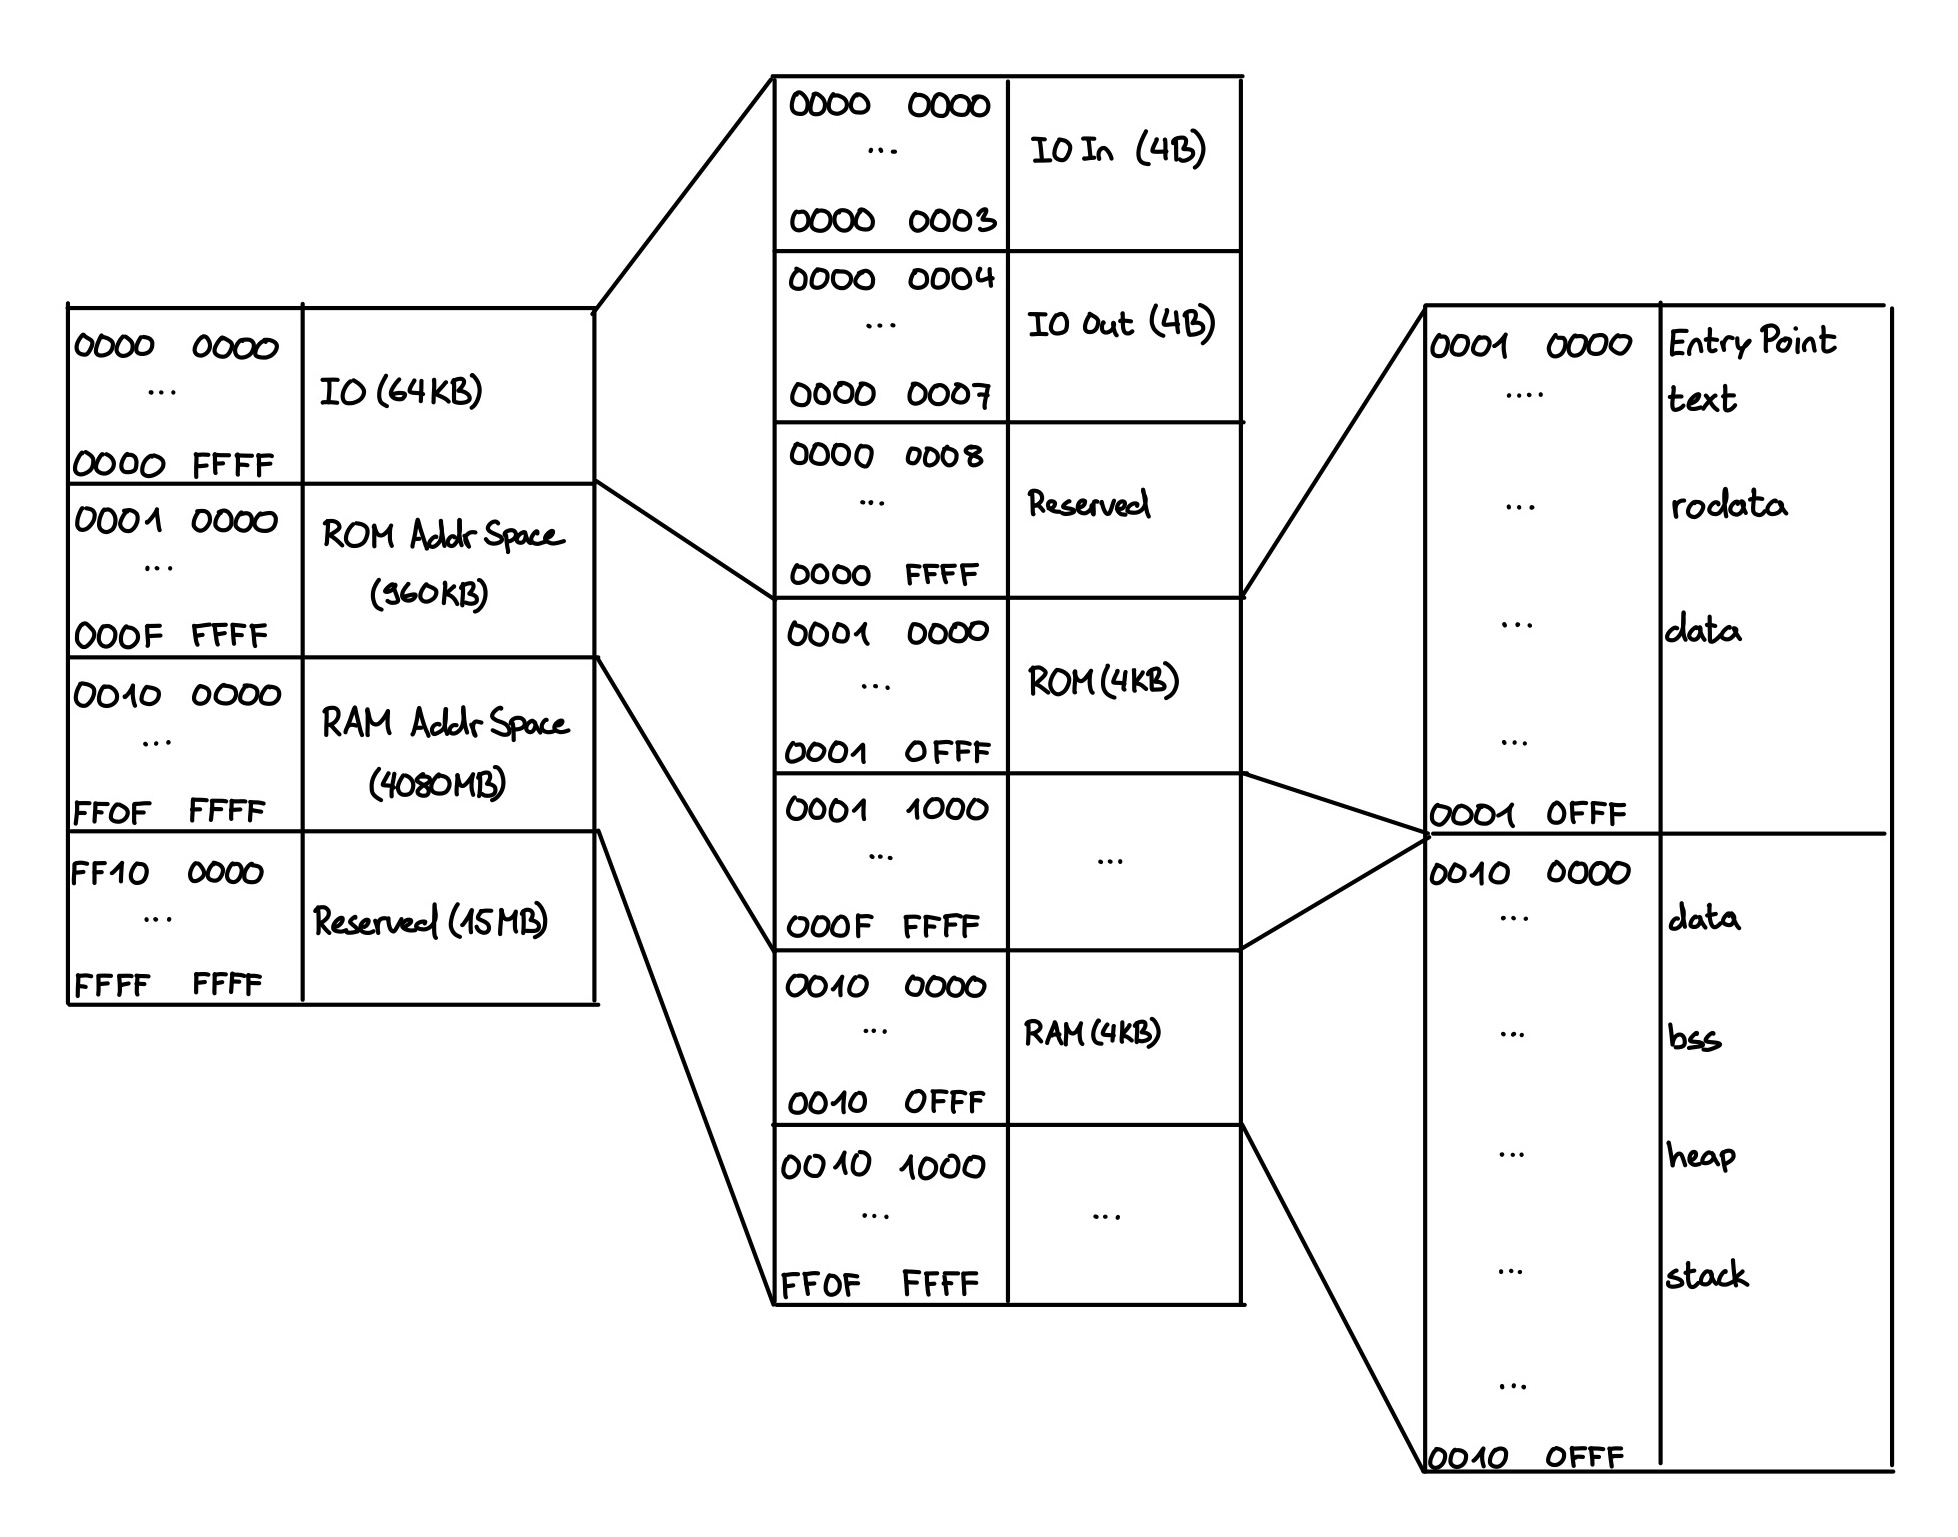 0000 0000
...
0000 FFFF
IO (64KB)
0001 0000
...
000F FFFF
ROM Addr Space
(960KB)
0010 0000
...
FF0F FFFF
RAM Addr Space
(4080MB)
FF10 0000
...
FFFF FFFF
Reserved (15MB)
0000 0000
...
0000 0003
IO In (4B)
0000 0004
...
0000 0007
IO Out (4B)
0000 0008
...
0000 FFFF
Reserved
0001 0000
...
0001 0FFF
ROM (4KB)
0001 1000
...
000F FFFF
...
0010 0000
...
0010 0FFF
RAM (4KB)
0010 1000
...
FF0F FFFF
...
0001 0000 Entry Point
.... text
... rodata
... data
...
0001 0FFF
0010 0000
... data
... bss
... heap
... stack
...
0010 0FFF